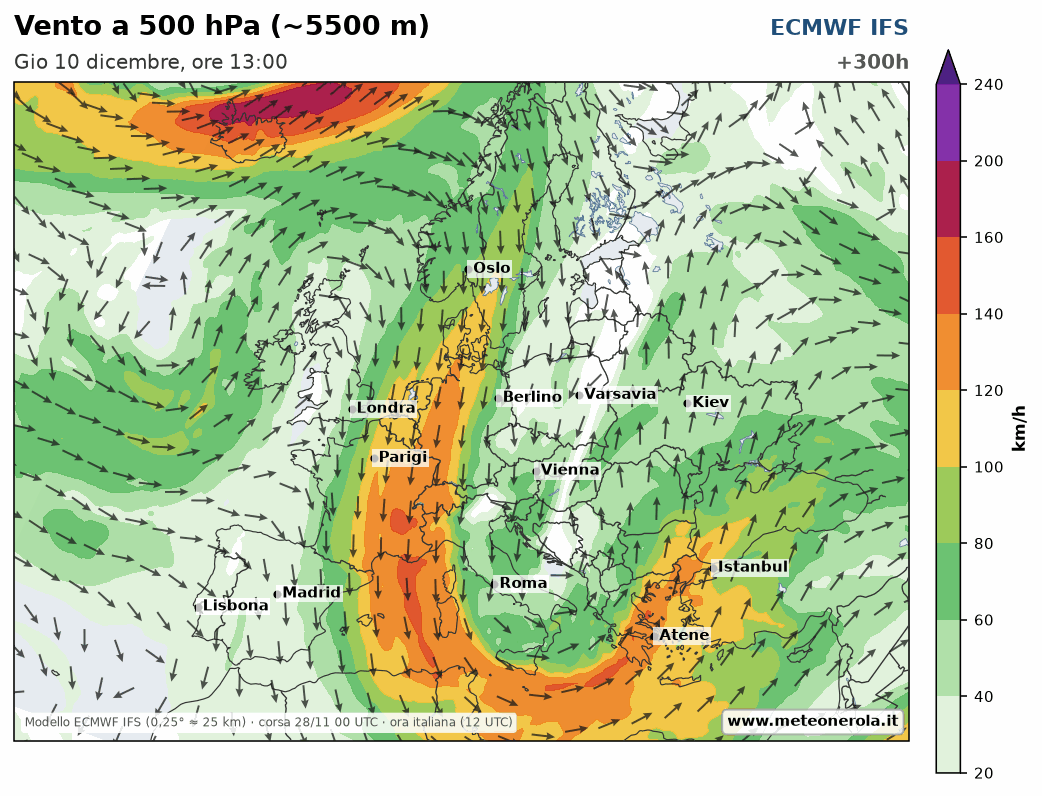 Vento a 500 hPa (~5500 m)
ECMWF IFS
Gio 10 dicembre, ore 13:00
+300h
240
200
160
140
120
100
80
60
40
20
km/h
Oslo
Berlino
Varsavia
Kiev
Londra
Parigi
Vienna
Istanbul
Roma
Madrid
Lisbona
Atene
Modello ECMWF IFS (0,25° ≈ 25 km) · corsa 28/11 00 UTC · ora italiana (12 UTC)
www.meteonerola.it